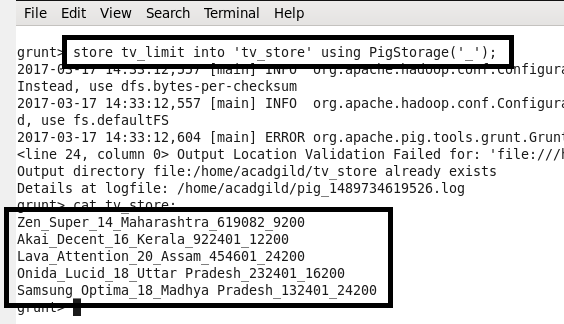 File Edit View Search Terminal Help
grunt> store tv_limit into 'tv_store' using PigStorage('_');
2017-03-17 14:33:12,557 [main] INFO org.apache.hadoop.conf.Configura
Instead, use dfs.bytes-per-checksum
2017-03-17 14:33:12,557 [main] INFO org.apache.hadoop.conf.Configura
d, use fs.defaultFS
2017-03-17 14:33:12,604 [main] ERROR org.apache.pig.tools.grunt.Grunt
<line 24, column 0> Output Location Validation Failed for: 'file:///h
Output directory file:/home/acadgild/tv_store already exists
Details at logfile: /home/acadgild/pig_1489734619526.log
grunt> cat tv_store;
Zen_Super_14_Maharashtra_619082_9200
Akai_Decent_16_Kerala_922401_12200
Lava_Attention_20_Assam_454601_24200
Onida_Lucid_18_Uttar Pradesh_232401_16200
Samsung_Optima_18_Madhya Pradesh_132401_24200
grunt>